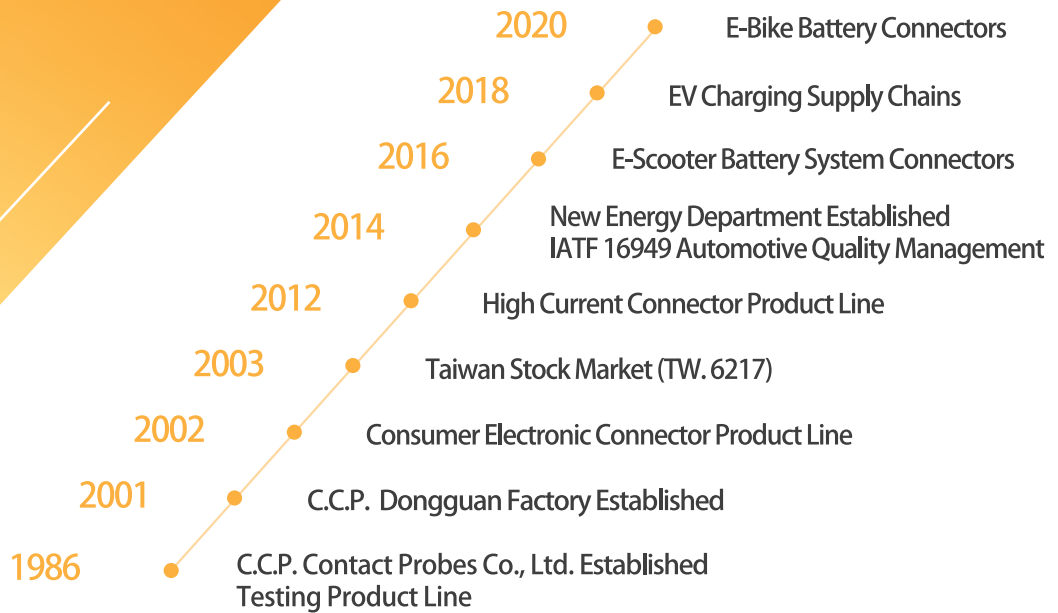 2020 E-Bike Battery Connectors
2018 EV Charging Supply Chains
2016 E-Scooter Battery System Connectors
2014 New Energy Department Established
IATF 16949 Automotive Quality Management
2012 High Current Connector Product Line
2003 Taiwan Stock Market (TW. 6217)
2002 Consumer Electronic Connector Product Line
2001 C.C.P. Dongguan Factory Established
1986 C.C.P. Contact Probes Co., Ltd. Established
Testing Product Line